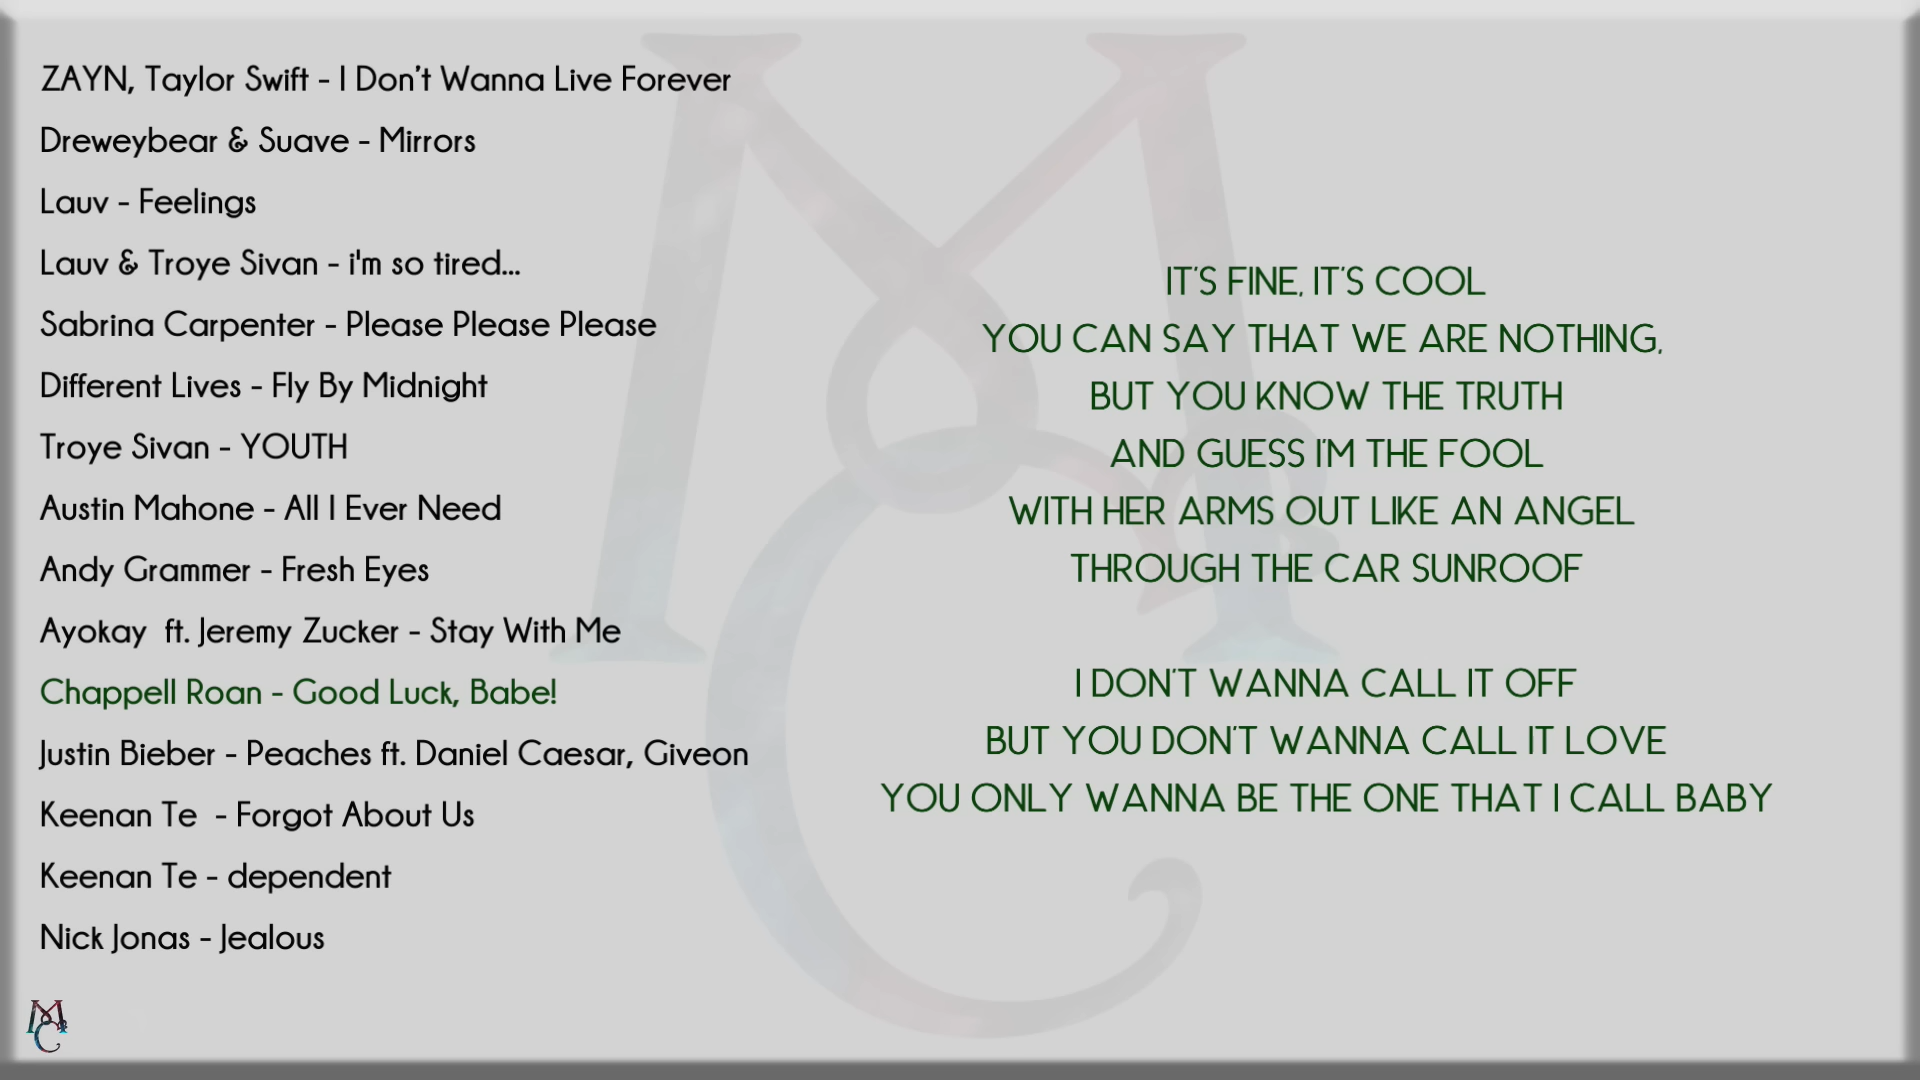 ZAYN, Taylor Swift - I Don't Wanna Live Forever
Dreweybear & Suave - Mirrors
Lauv - Feelings
Lauv & Troye Sivan - i'm so tired...
Sabrina Carpenter - Please Please Please
Different Lives - Fly By Midnight
Troye Sivan - YOUTH
Austin Mahone - All I Ever Need
Andy Grammer - Fresh Eyes
Ayokay  ft. Jeremy Zucker - Stay With Me
Chappell Roan - Good Luck, Babe!
Justin Bieber - Peaches ft. Daniel Caesar, Giveon
Keenan Te  - Forgot About Us
Keenan Te - dependent
Nick Jonas - Jealous
IT'S FINE, IT'S COOL
YOU CAN SAY THAT WE ARE NOTHING,
BUT YOU KNOW THE TRUTH
AND GUESS I'M THE FOOL
WITH HER ARMS OUT LIKE AN ANGEL
THROUGH THE CAR SUNROOF
I DON'T WANNA CALL IT OFF
BUT YOU DON'T WANNA CALL IT LOVE
YOU ONLY WANNA BE THE ONE THAT I CALL BABY